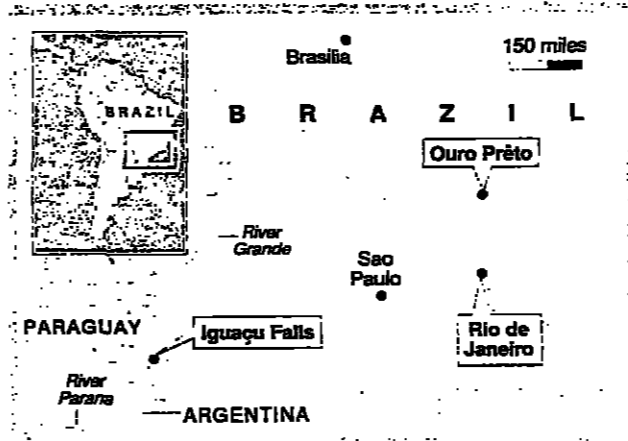 Brasilia
150 miles
BRAZIL
B R A Z I L
Ouro Prêto
River
Grande
Sao
Paulo
PARAGUAY
Iguaçu Falls
Rio de
Janeiro
River
Parana
ARGENTINA